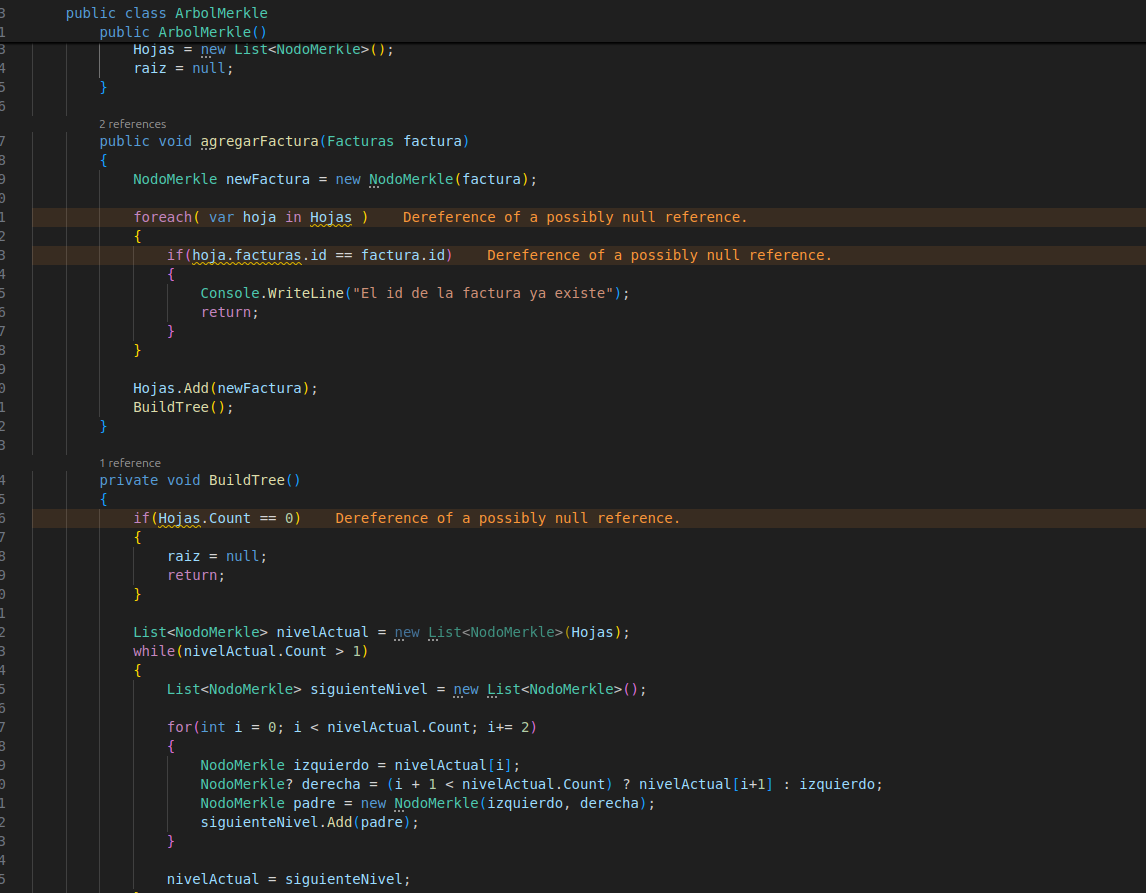 3 public class ArbolMerkle
1 public ArbolMerkle()
3 Hojas = new List<NodoMerkle>();
4 raiz = null;
5 }
6
2 references
7 public void agregarFactura(Facturas factura)
8 {
9 NodoMerkle newFactura = new NodoMerkle(factura);
0
1 foreach( var hoja in Hojas ) Dereference of a possibly null reference.
2 {
3 if(hoja.facturas.id == factura.id) Dereference of a possibly null reference.
4 {
5 Console.WriteLine("El id de la factura ya existe");
6 return;
7 }
8 }
9
0 Hojas.Add(newFactura);
1 BuildTree();
2 }
3
1 reference
4 private void BuildTree()
5 {
6 if(Hojas.Count == 0) Dereference of a possibly null reference.
7 {
8 raiz = null;
9 return;
0 }
1
2 List<NodoMerkle> nivelActual = new List<NodoMerkle>(Hojas);
3 while(nivelActual.Count > 1)
4 {
5 List<NodoMerkle> siguienteNivel = new List<NodoMerkle>();
6
7 for(int i = 0; i < nivelActual.Count; i+= 2)
8 {
9 NodoMerkle izquierdo = nivelActual[i];
0 NodoMerkle? derecha = (i + 1 < nivelActual.Count) ? nivelActual[i+1] : izquierdo;
1 NodoMerkle padre = new NodoMerkle(izquierdo, derecha);
2 siguienteNivel.Add(padre);
3 }
4
5 nivelActual = siguienteNivel;